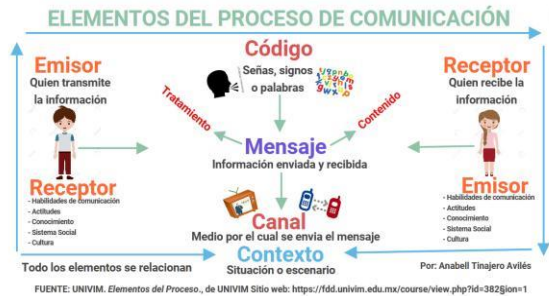 ELEMENTOS DEL PROCESO DE COMUNICACIÓN
Código
Señas, signos
o palabras
Emisor
Quien transmite
la información
Receptor
Quien recibe la
información
Tratamiento
Contenido
Mensaje
Información enviada y recibida
Receptor
- Habilidades de comunicación
- Actitudes
- Conocimiento
- Sistema Social
- Cultura
Emisor
- Habilidades de comunicación
- Actitudes
- Conocimiento
- Sistema Social
- Cultura
Canal
Medio por el cual se envia el mensaje
Contexto
Situación o escenario
Todo los elementos se relacionan
Por: Anabell Tinajero Avilés
FUENTE: UNIVIM. Elementos del Proceso., de UNIVIM Sitio web: https://fdd.univim.edu.mx/course/view.php?id=382§ion=1